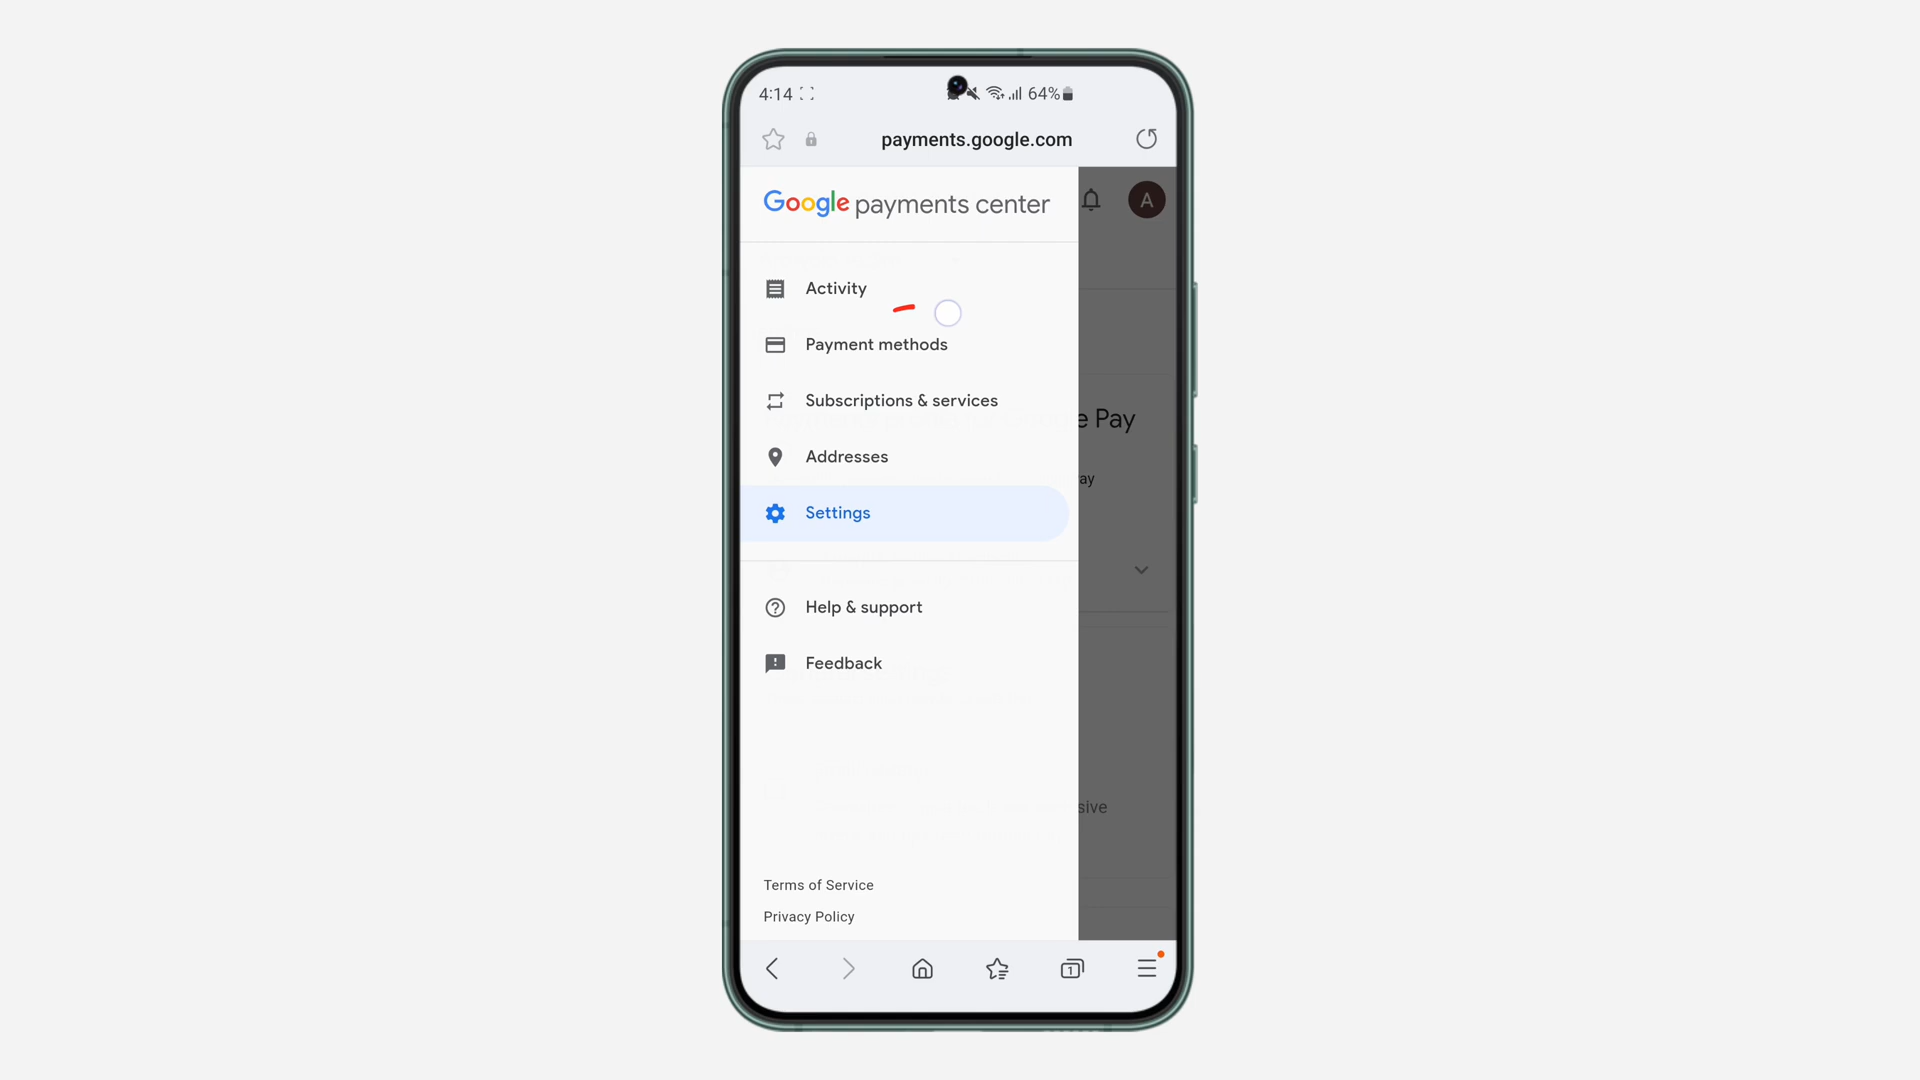 4:14
64%
payments.google.com
Google payments center
A
Activity
Payment methods
Subscriptions & services
e Pay
Addresses
ay
Settings
Help & support
Feedback
sive
Terms of Service
Privacy Policy
1